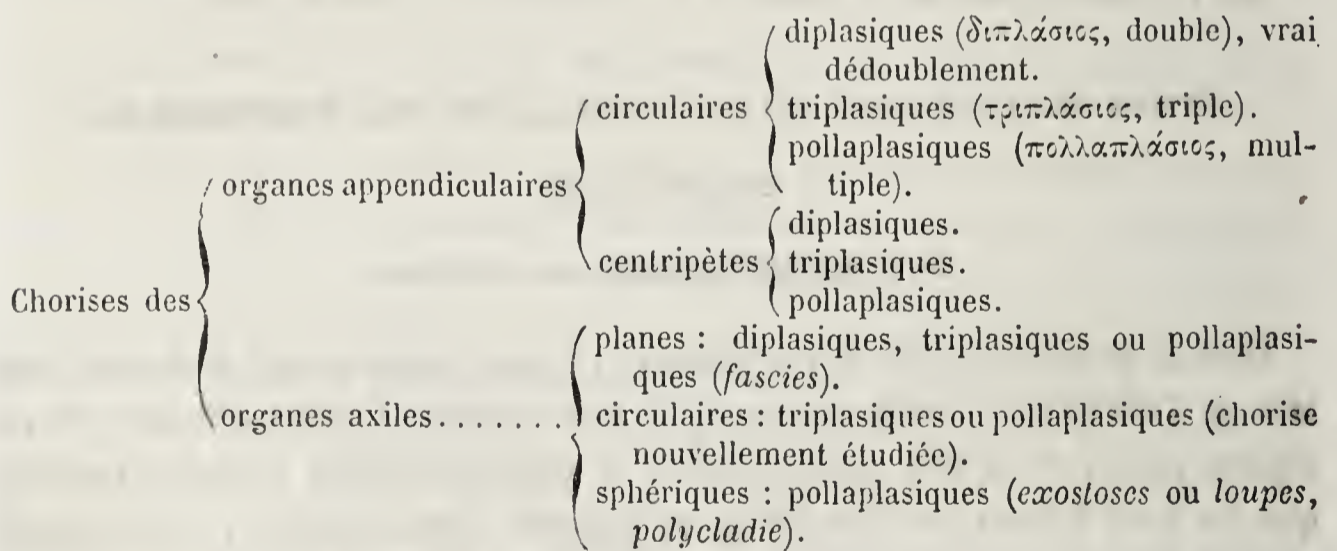 diplasiques (διπλάσιος, double), vrai
dédoublement.
circulaires
triplasiques (τριπλάσιος, triple).
pollaplasiques (πολλαπλάσιος, mul-
tiple).
organes appendiculaires
diplasiques.
centripètes
triplasiques.
pollaplasiques.
Chorises des
planes : diplasiques, triplasiques ou pollaplasi-
ques (fascies).
organes axiles.......
circulaires : triplasiques ou pollaplasiques (chorise
nouvellement étudiée).
sphériques : pollaplasiques (exostoses ou loupes,
polycladie).